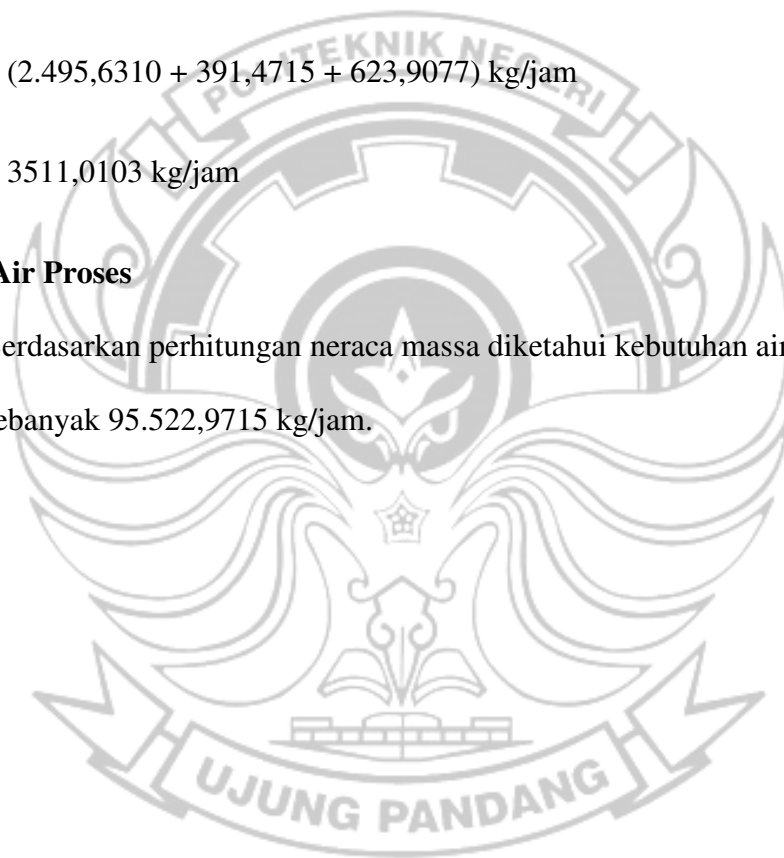 POLITEKNIK NEGERI
(2.495,6310 + 391,4715 + 623,9077) kg/jam
3511,0103 kg/jam
Air Proses
erdasarkan perhitungan neraca massa diketahui kebutuhan air
ebanyak 95.522,9715 kg/jam.
UJUNG PANDANG